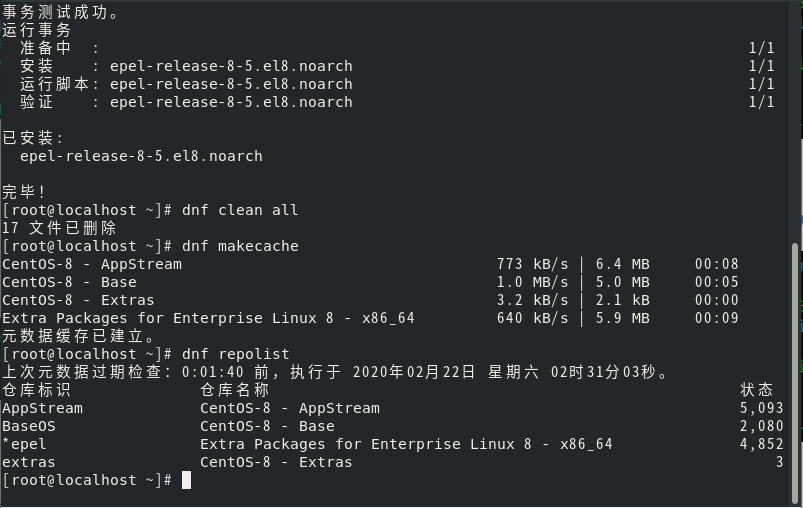 事务测试成功。
运行事务
准备中 : 1/1
安装 : epel-release-8-5.el8.noarch 1/1
运行脚本: epel-release-8-5.el8.noarch 1/1
验证 : epel-release-8-5.el8.noarch 1/1
已安装:
epel-release-8-5.el8.noarch
完毕！
[root@localhost ~]# dnf clean all
17 文件已删除
[root@localhost ~]# dnf makecache
CentOS-8 - AppStream 773 kB/s | 6.4 MB 00:08
CentOS-8 - Base 1.0 MB/s | 5.0 MB 00:05
CentOS-8 - Extras 3.2 kB/s | 2.1 kB 00:00
Extra Packages for Enterprise Linux 8 - x86_64 640 kB/s | 5.9 MB 00:09
元数据缓存已建立。
[root@localhost ~]# dnf repolist
上次元数据过期检查：0:01:40 前，执行于 2020年02月22日 星期六 02时31分03秒。
仓库标识 仓库名称 状态
AppStream CentOS-8 - AppStream 5,093
BaseOS CentOS-8 - Base 2,080
*epel Extra Packages for Enterprise Linux 8 - x86_64 4,852
extras CentOS-8 - Extras 3
[root@localhost ~]#